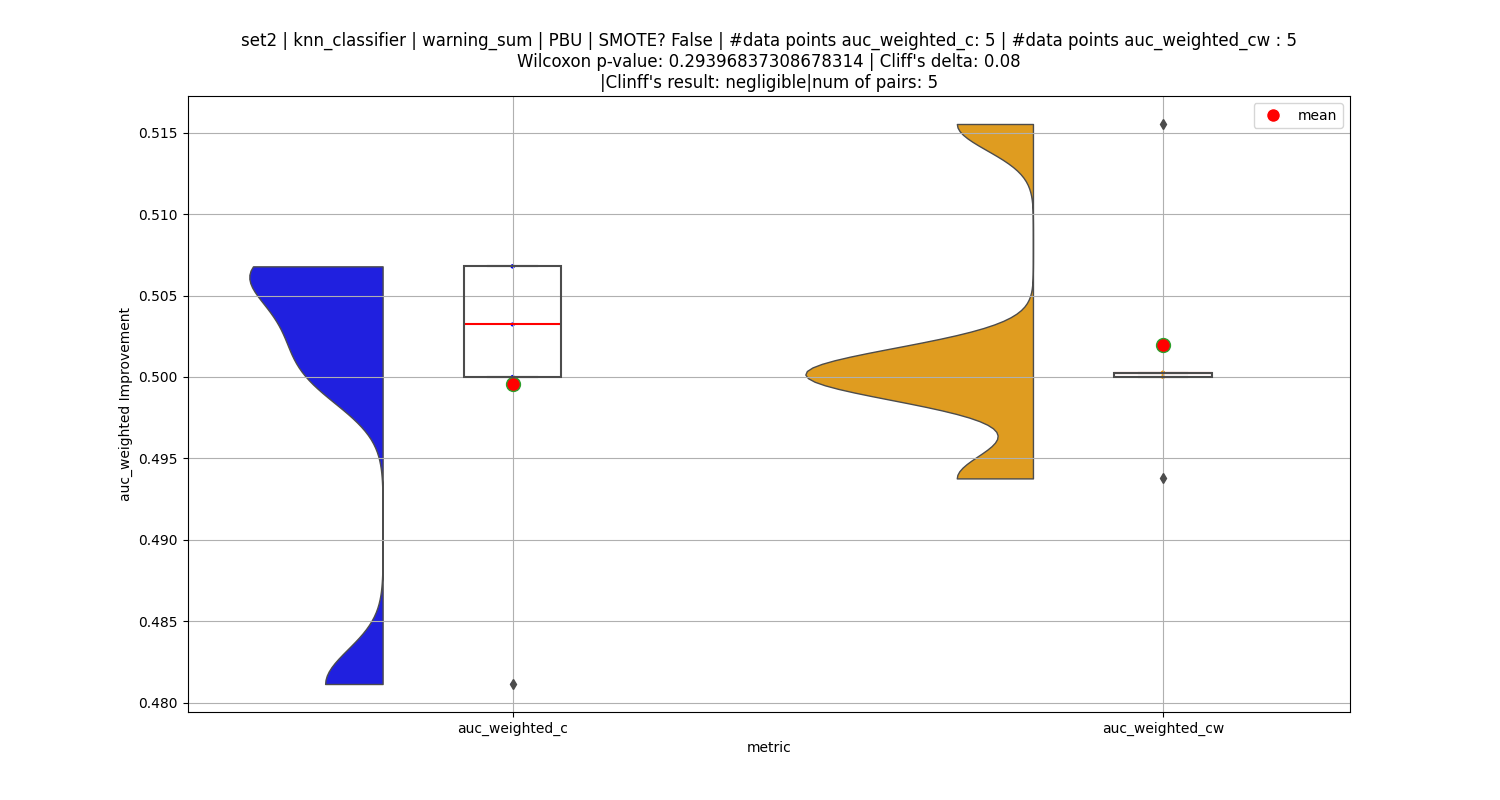 set2 | knn_classifier | warning_sum | PBU | SMOTE? False | #data points auc_weighted_c: 5 | #data points auc_weighted_cw : 5
Wilcoxon p-value: 0.29396837308678314 | Cliff's delta: 0.08
|Clinff's result: negligible|num of pairs: 5
mean
0.515
0.510
0.505
0.500
0.495
0.490
0.485
0.480
auc_weighted Improvement
auc_weighted_c
auc_weighted_cw
metric